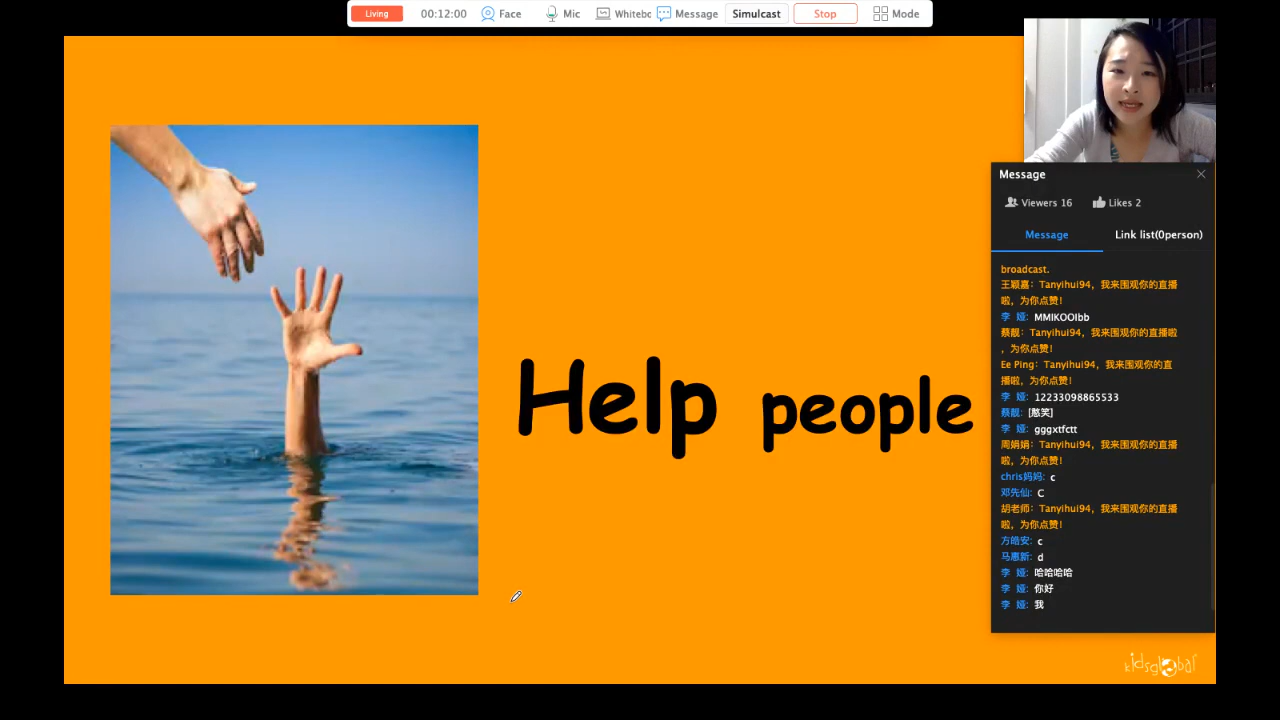 Living 00:12:00 Face Mic Whitebc Message Simulcast Stop Mode
Help people
Message
Viewers 16 Likes 2
Message Link list(0person)
broadcast.
王颖嘉：Tanyihui94，我来围观你的直播
啦，为你点赞！
李 娅: MMIKOOIbb
蔡靓：Tanyihui94，我来围观你的直播啦
，为你点赞！
Ee Ping：Tanyihui94，我来围观你的直
播啦，为你点赞！
李 娅: 12233098865533
蔡靓: [憨笑]
李 娅: gggxtfctt
周娟娟：Tanyihui94，我来围观你的直播
啦，为你点赞！
chris妈妈: c
邓先仙: C
胡老师：Tanyihui94，我来围观你的直播
啦，为你点赞！
方皓安: c
马惠新: d
李 娅: 哈哈哈哈
李 娅: 你好
李 娅: 我
kidsglobal